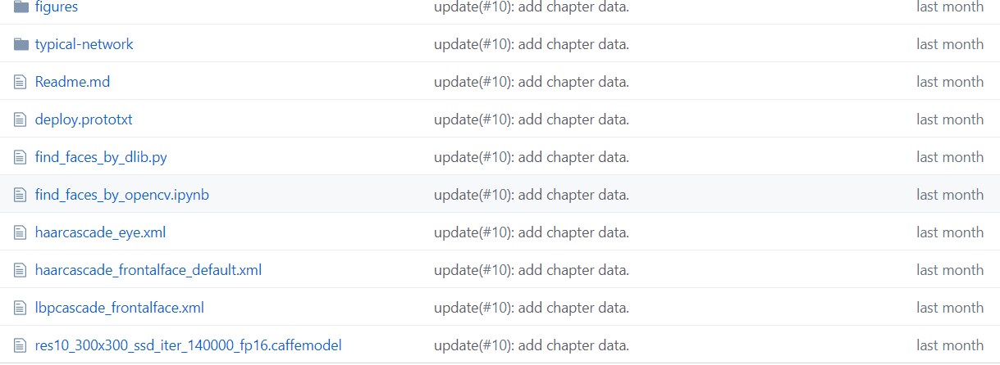 figures update(#10): add chapter data. last month
typical-network update(#10): add chapter data. last month
Readme.md update(#10): add chapter data. last month
deploy.prototxt update(#10): add chapter data. last month
find_faces_by_dlib.py update(#10): add chapter data. last month
find_faces_by_opencv.ipynb update(#10): add chapter data. last month
haarcascade_eye.xml update(#10): add chapter data. last month
haarcascade_frontalface_default.xml update(#10): add chapter data. last month
lbpcascade_frontalface.xml update(#10): add chapter data. last month
res10_300x300_ssd_iter_140000_fp16.caffemodel update(#10): add chapter data. last month